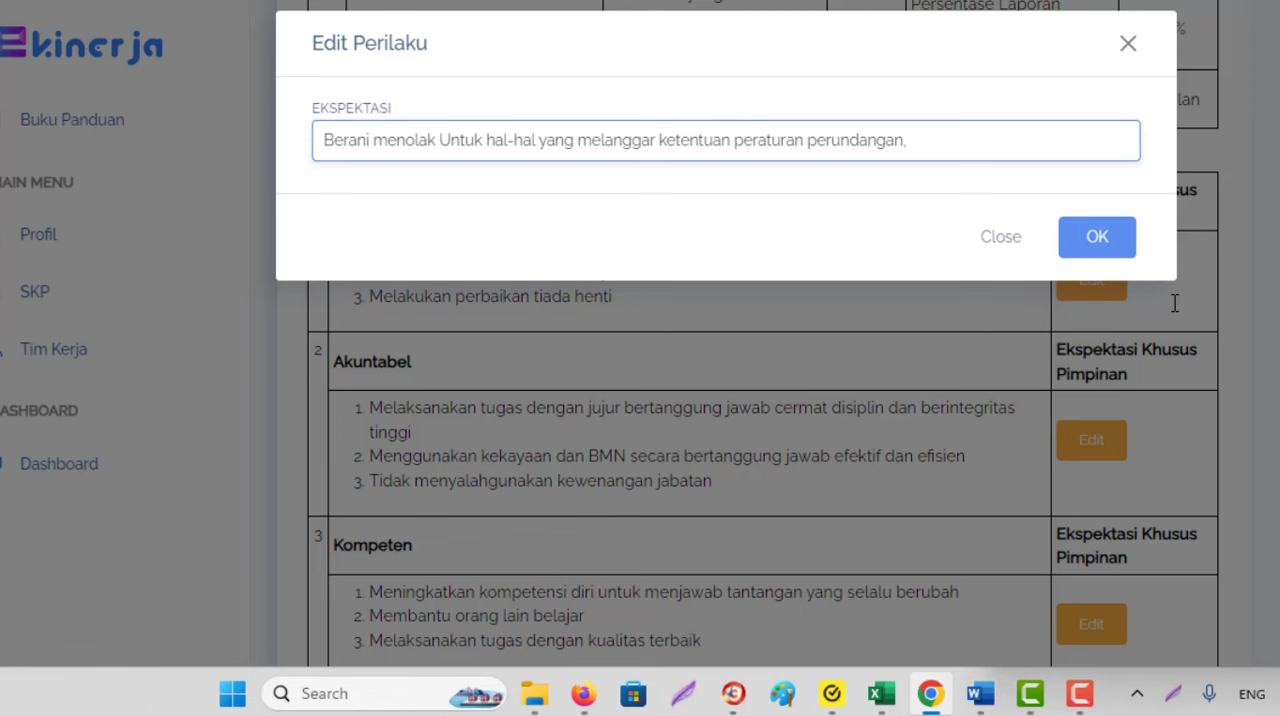 Persentase Laporan
%
Ekinerja
Edit Perilaku
lan
Buku Panduan
EKSPEKTASI
Berani menolak Untuk hal-hal yang melanggar ketentuan peraturan perundangan,
AIN MENU
sus
Profil
Close
OK
SKP
Edit
3. Melakukan perbaikan tiada henti
Tim Kerja
2
Akuntabel
Ekspektasi Khusus
Pimpinan
ASHBOARD
1. Melaksanakan tugas dengan jujur bertanggung jawab cermat disiplin dan berintegritas
tinggi
Edit
2. Menggunakan kekayaan dan BMN secara bertanggung jawab efektif dan efisien
Dashboard
3. Tidak menyalahgunakan kewenangan jabatan
3
Kompeten
Ekspektasi Khusus
Pimpinan
1. Meningkatkan kompetensi diri untuk menjawab tantangan yang selalu berubah
2. Membantu orang lain belajar
Edit
3. Melaksanakan tugas dengan kualitas terbaik
Search
ENG